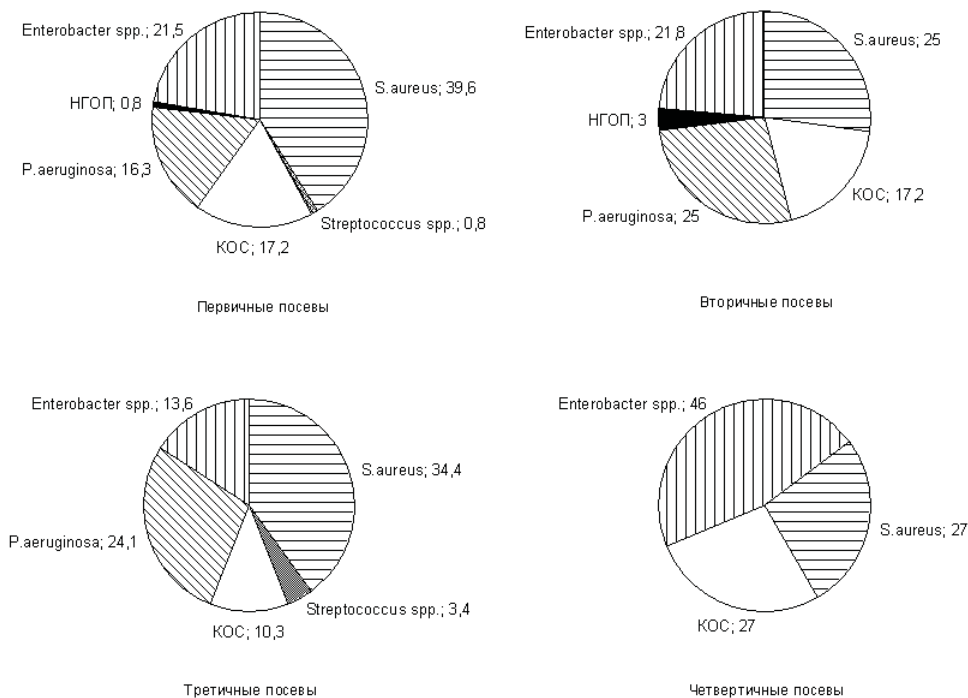 Enterobacter spp.; 21,5
S.aureus; 39,6
НГОП; 0,8
P.aeruginosa; 16,3
Streptococcus spp.; 0,8
КОС; 17,2
Первичные посевы
Enterobacter spp.; 21,8
S.aureus; 25
НГОП; 3
КОС; 17,2
P.aeruginosa; 25
Вторичные посевы
Enterobacter spp.; 13,6
S.aureus; 34,4
P.aeruginosa; 24,1
Streptococcus spp.; 3,4
КОС; 10,3
Третичные посевы
Enterobacter spp.; 46
S.aureus; 27
КОС; 27
Четвертичные посевы